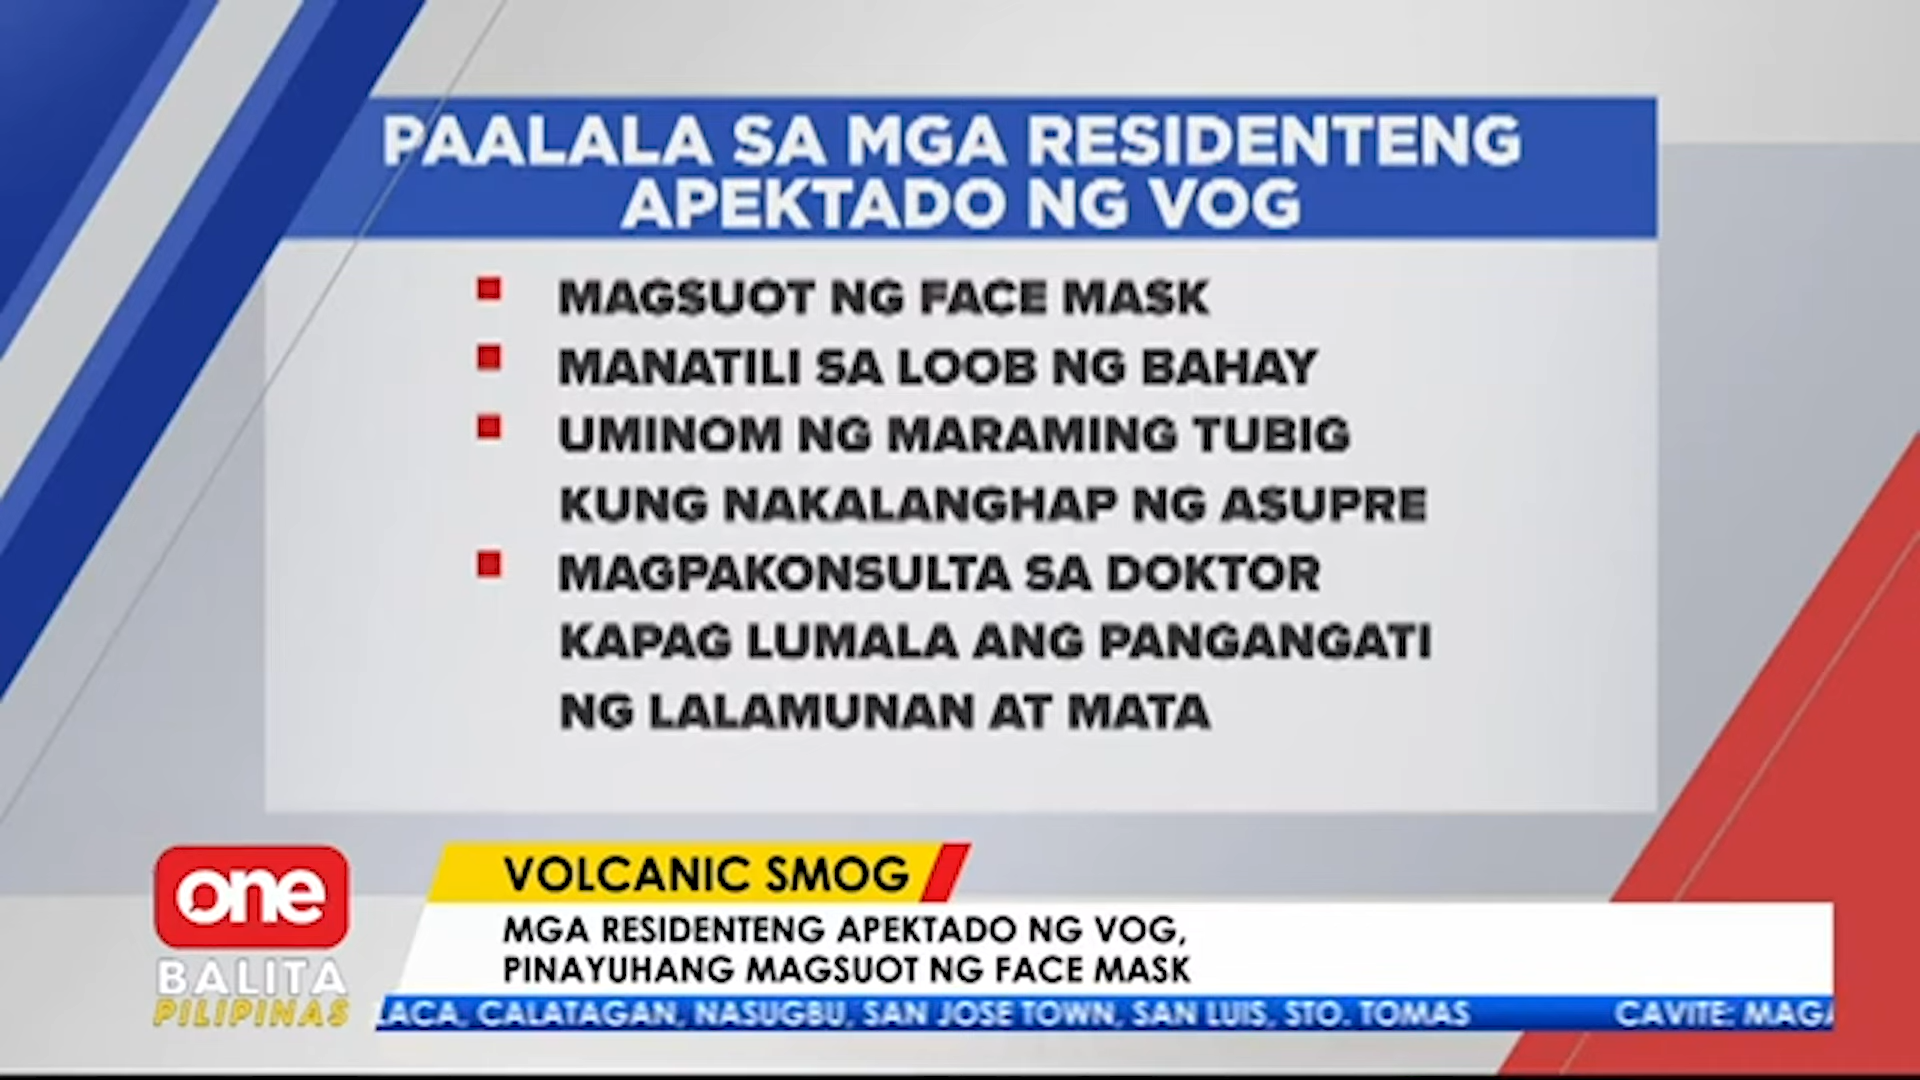 PAALALA SA MGA RESIDENTENG
APEKTADO NG VOG
MAGSUOT NG FACE MASK
MANATILI SA LOOB NG BAHAY
UMINOM NG MARAMING TUBIG
KUNG NAKALANGHAP NG ASUPRE
MAGPAKONSULTA SA DOKTOR
KAPAG LUMALA ANG PANGANGATI
NG LALAMUNAN AT MATA
one
BALITA
PILIPINAS
VOLCANIC SMOG
MGA RESIDENTENG APEKTADO NG VOG,
PINAYUHANG MAGSUOT NG FACE MASK
CALATAGAN, NASUGBU, SAN JOSE TOWN, SAN LUIS, STO. TOMAS CAVITE: